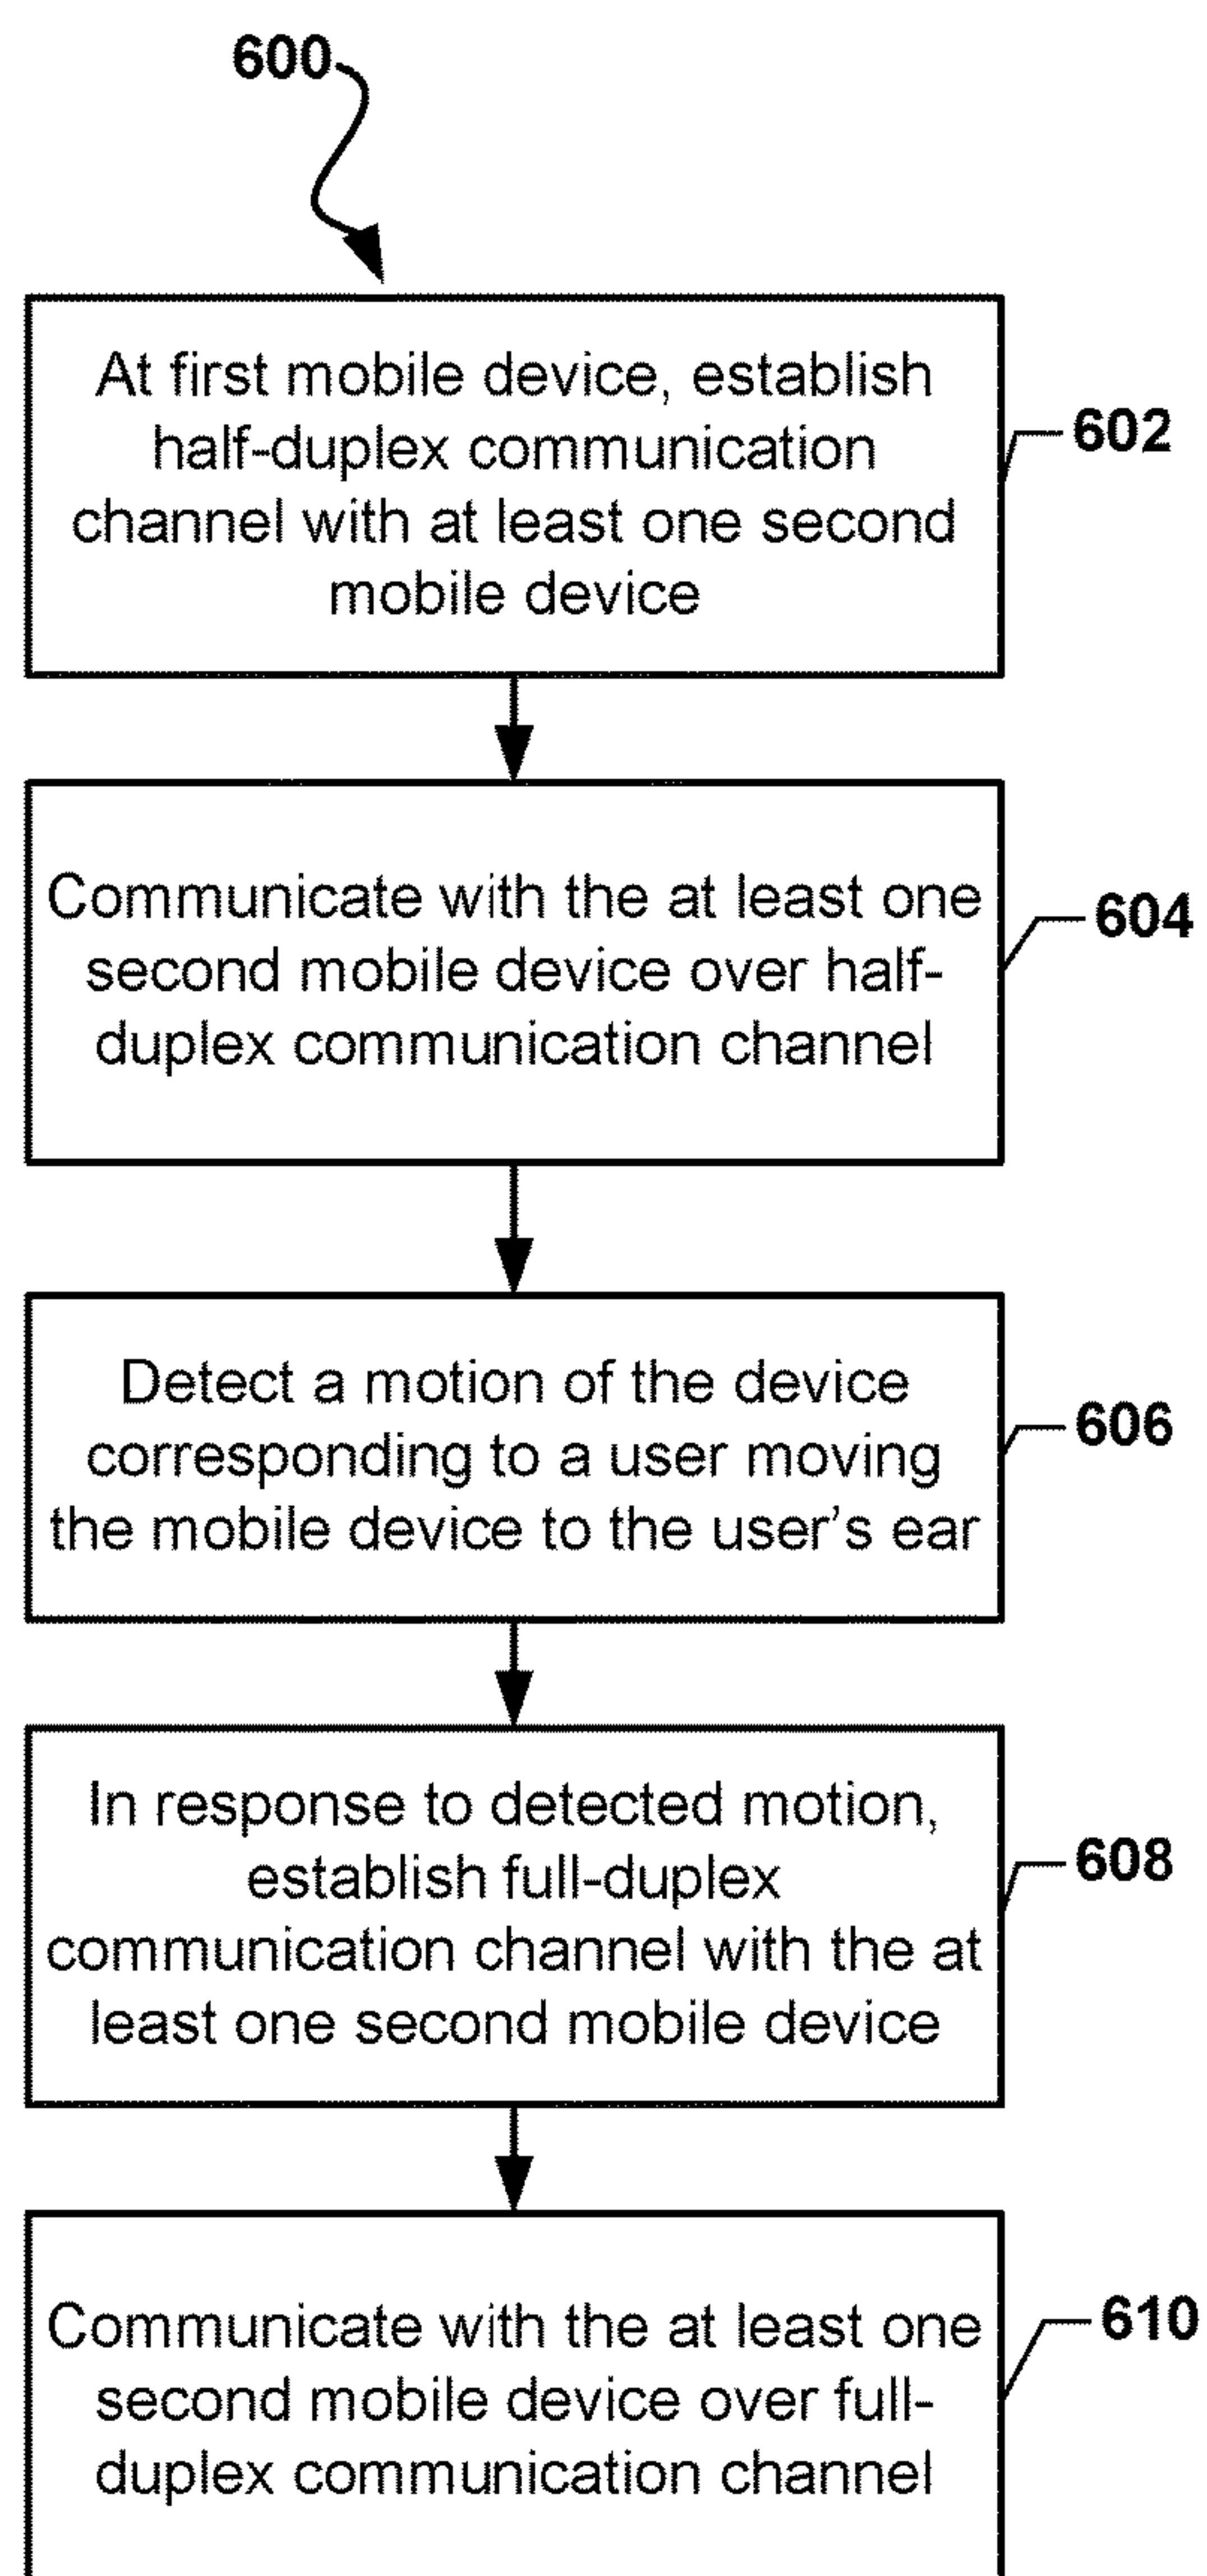 600
At first mobile device, establish
half-duplex communication
channel with at least one second
mobile device
602
Communicate with the at least one
second mobile device over half-
duplex communication channel
604
Detect a motion of the device
corresponding to a user moving
the mobile device to the user's ear
606
In response to detected motion,
establish full-duplex
communication channel with the at
least one second mobile device
608
Communicate with the at least one
second mobile device over full-
duplex communication channel
610